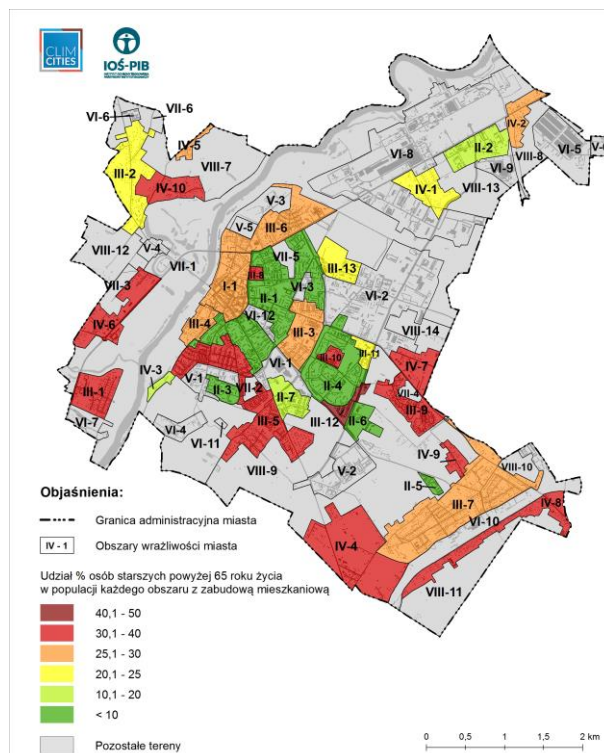 CLIM
CITIES
IOŚ-PIB
VI-6
VII-6
IV-5
VIII-7
III-2
IV-10
VI-8
IV-2
II-2
VIII-8
VI-5
VI-9
IV-1
VIII-13
V-3
V-5
III-6
VIII-12
V-4
VII-1
VII-5
III-13
III-8
VII-3
I-1
II-1
VI-3
VI-2
VI-12
IV-6
III-4
III-3
VIII-14
III-10
III-11
IV-3
VI-1
IV-7
III-1
V-1
II-3
VII-2
II-7
II-4
VII-4
III-9
VI-7
VI-4
VI-11
III-5
III-12
II-6
VIII-9
V-2
IV-9
VIII-10
II-5
III-7
VI-10
IV-8
IV-4
VIII-11
Objaśnienia:
Granica administracyjna miasta
IV - 1 Obszary wrażliwości miasta
Udział % osób starszych powyżej 65 roku życia
w populacji każdego obszaru z zabudową mieszkaniową
40,1 - 50
30,1 - 40
25,1 - 30
20,1 - 25
10,1 - 20
< 10
Pozostałe tereny
0 0,5 1 1,5 2 km